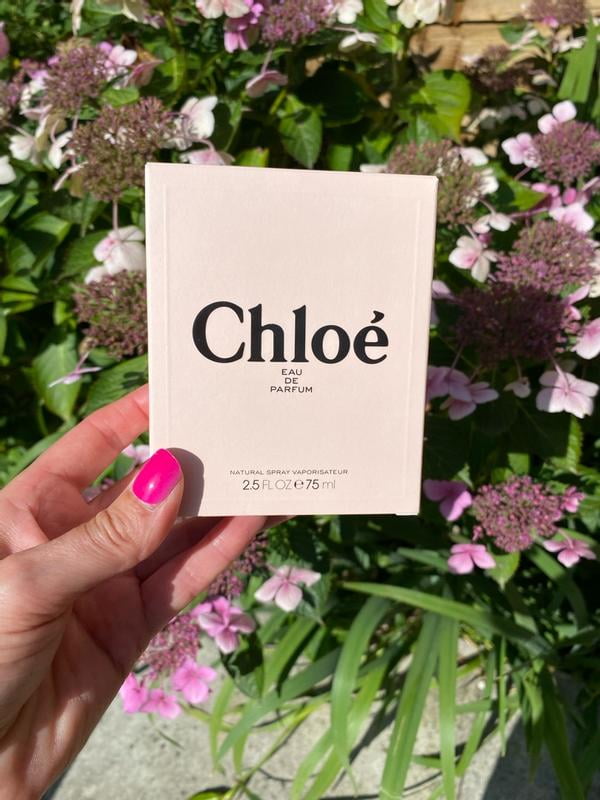 Chloé
EAU
DE
PARFUM
NATURAL SPRAY VAPORISATEUR
2.5 FL OZ ℮ 75 ml